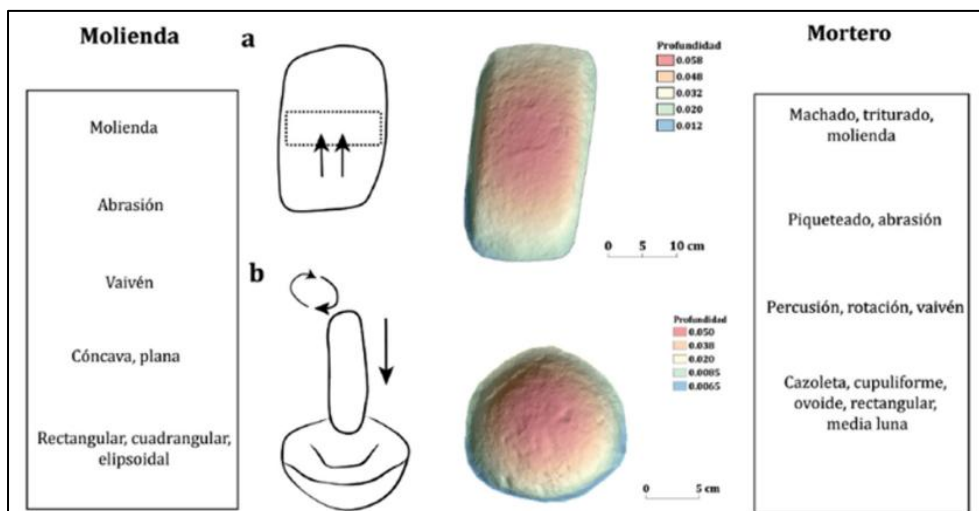 Molienda
Molienda
Abrasión
Vaivén
Cóncava, plana
Rectangular, cuadrangular,
elipsoidal
a
Profundidad
0.058
0.048
0.032
0.020
0.012
0 5 10 cm
b
Profundidad
0.050
0.038
0.020
0.0085
0.0065
0 5 cm
Mortero
Machado, triturado,
molienda
Piqueteado, abrasión
Percusión, rotación, vaivén
Cazoleta, cupuliforme,
ovoide, rectangular,
media luna